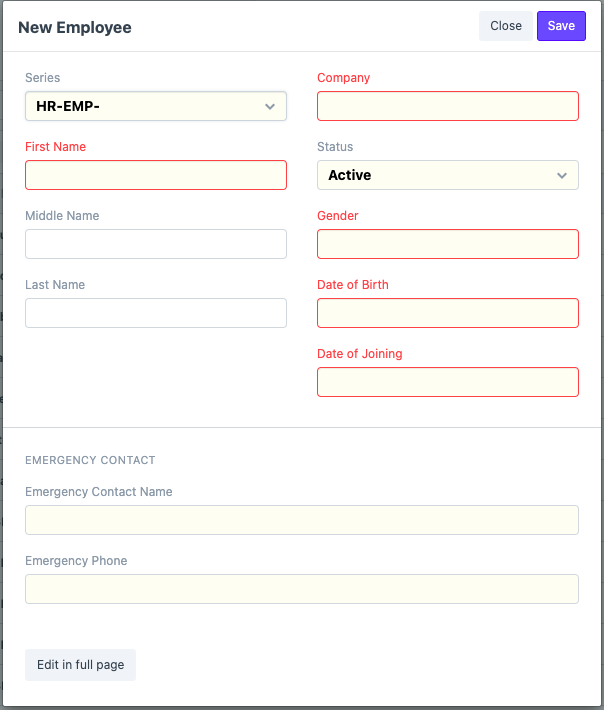 New Employee
Close
Save
Series
HR-EMP-
Company
First Name
Status
Active
Middle Name
Gender
Last Name
Date of Birth
Date of Joining
EMERGENCY CONTACT
Emergency Contact Name
Emergency Phone
Edit in full page